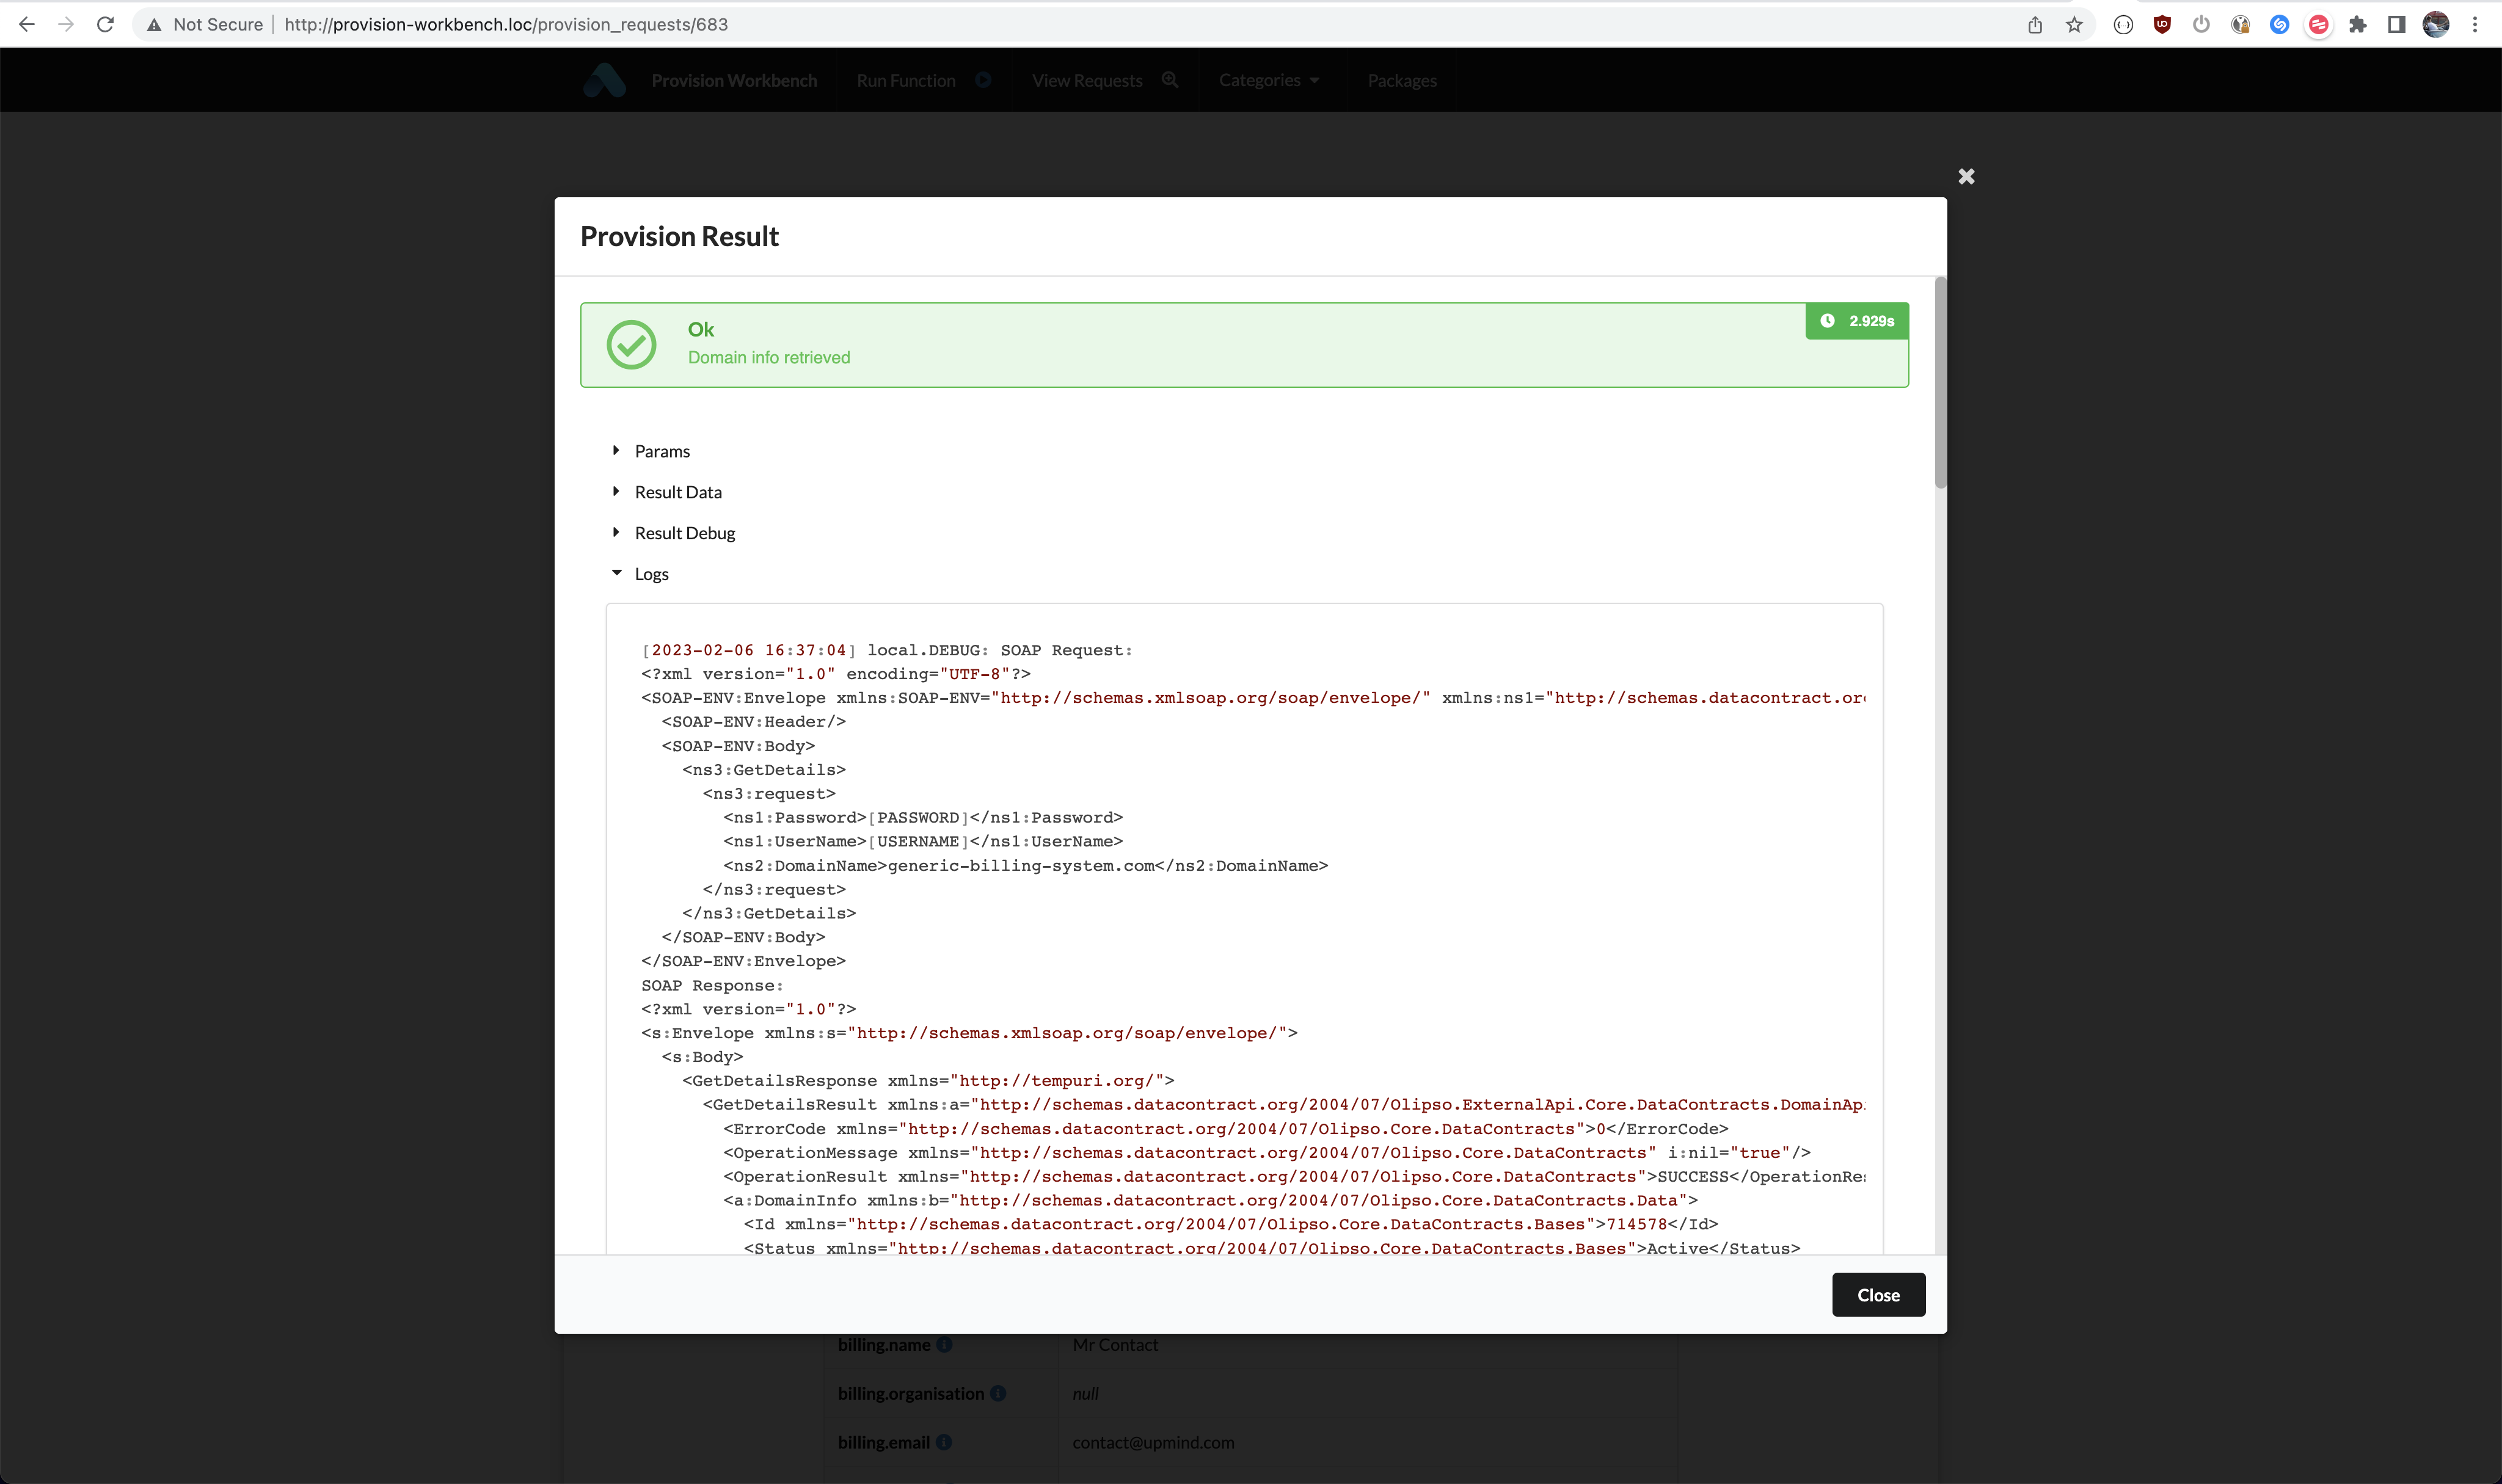 Not Secure http://provision-workbench.loc/provision_requests/683
Provision Workbench Run Function View Requests Categories Packages
Provision Result
Ok
Domain info retrieved
2.929s
Params
Result Data
Result Debug
Logs
[2023-02-06 16:37:04] local.DEBUG: SOAP Request:
<?xml version="1.0" encoding="UTF-8"?>
<SOAP-ENV:Envelope xmlns:SOAP-ENV="http://schemas.xmlsoap.org/soap/envelope/" xmlns:ns1="http://schemas.datacontract.or
<SOAP-ENV:Header/>
<SOAP-ENV:Body>
<ns3:GetDetails>
<ns3:request>
<ns1:Password>[PASSWORD]</ns1:Password>
<ns1:UserName>[USERNAME]</ns1:UserName>
<ns2:DomainName>generic-billing-system.com</ns2:DomainName>
</ns3:request>
</ns3:GetDetails>
</SOAP-ENV:Body>
</SOAP-ENV:Envelope>
SOAP Response:
<?xml version="1.0"?>
<s:Envelope xmlns:s="http://schemas.xmlsoap.org/soap/envelope/">
<s:Body>
<GetDetailsResponse xmlns="http://tempuri.org/">
<GetDetailsResult xmlns:a="http://schemas.datacontract.org/2004/07/Olipso.ExternalApi.Core.DataContracts.DomainAp
<ErrorCode xmlns="http://schemas.datacontract.org/2004/07/Olipso.Core.DataContracts">0</ErrorCode>
<OperationMessage xmlns="http://schemas.datacontract.org/2004/07/Olipso.Core.DataContracts" i:nil="true"/>
<OperationResult xmlns="http://schemas.datacontract.org/2004/07/Olipso.Core.DataContracts">SUCCESS</OperationRe
<a:DomainInfo xmlns:b="http://schemas.datacontract.org/2004/07/Olipso.Core.DataContracts.Data">
<Id xmlns="http://schemas.datacontract.org/2004/07/Olipso.Core.DataContracts.Bases">714578</Id>
<Status xmlns="http://schemas.datacontract.org/2004/07/Olipso.Core.DataContracts.Bases">Active</Status>
Close
billing.name Mr Contact
billing.organisation null
billing.email contact@upmind.com